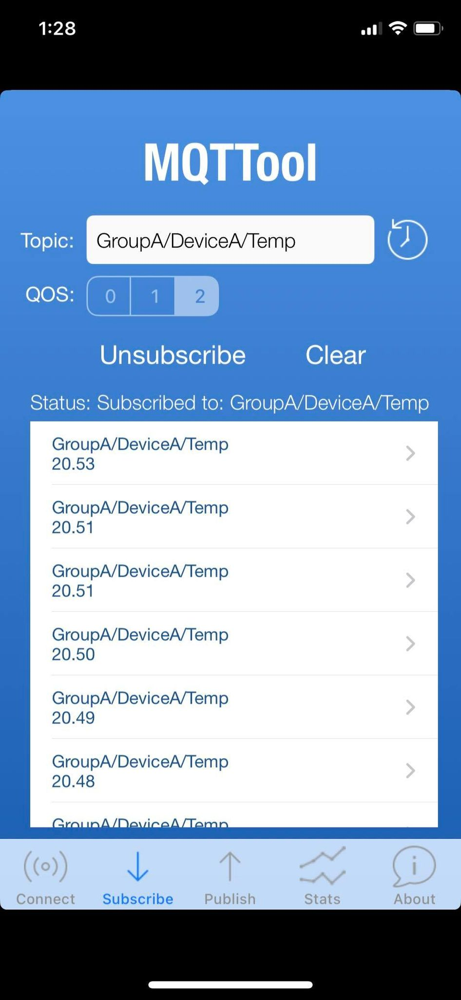 1:28
MQTTool
Topic: GroupA/DeviceA/Temp
QOS: 0 1 2
Unsubscribe Clear
Status: Subscribed to: GroupA/DeviceA/Temp
GroupA/DeviceA/Temp
20.53
GroupA/DeviceA/Temp
20.51
GroupA/DeviceA/Temp
20.51
GroupA/DeviceA/Temp
20.50
GroupA/DeviceA/Temp
20.49
GroupA/DeviceA/Temp
20.48
GroupA/DeviceA/Temp
Connect Subscribe Publish Stats About